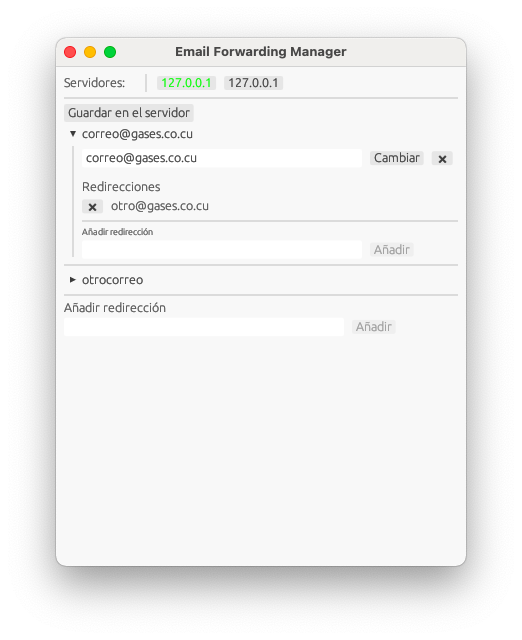 Email Forwarding Manager
Servidores: 127.0.0.1 127.0.0.1
Guardar en el servidor
correo@gases.co.cu
correo@gases.co.cu Cambiar ×
Redirecciones
× otro@gases.co.cu
Añadir redirección
Añadir
otrocorreo
Añadir redirección
Añadir